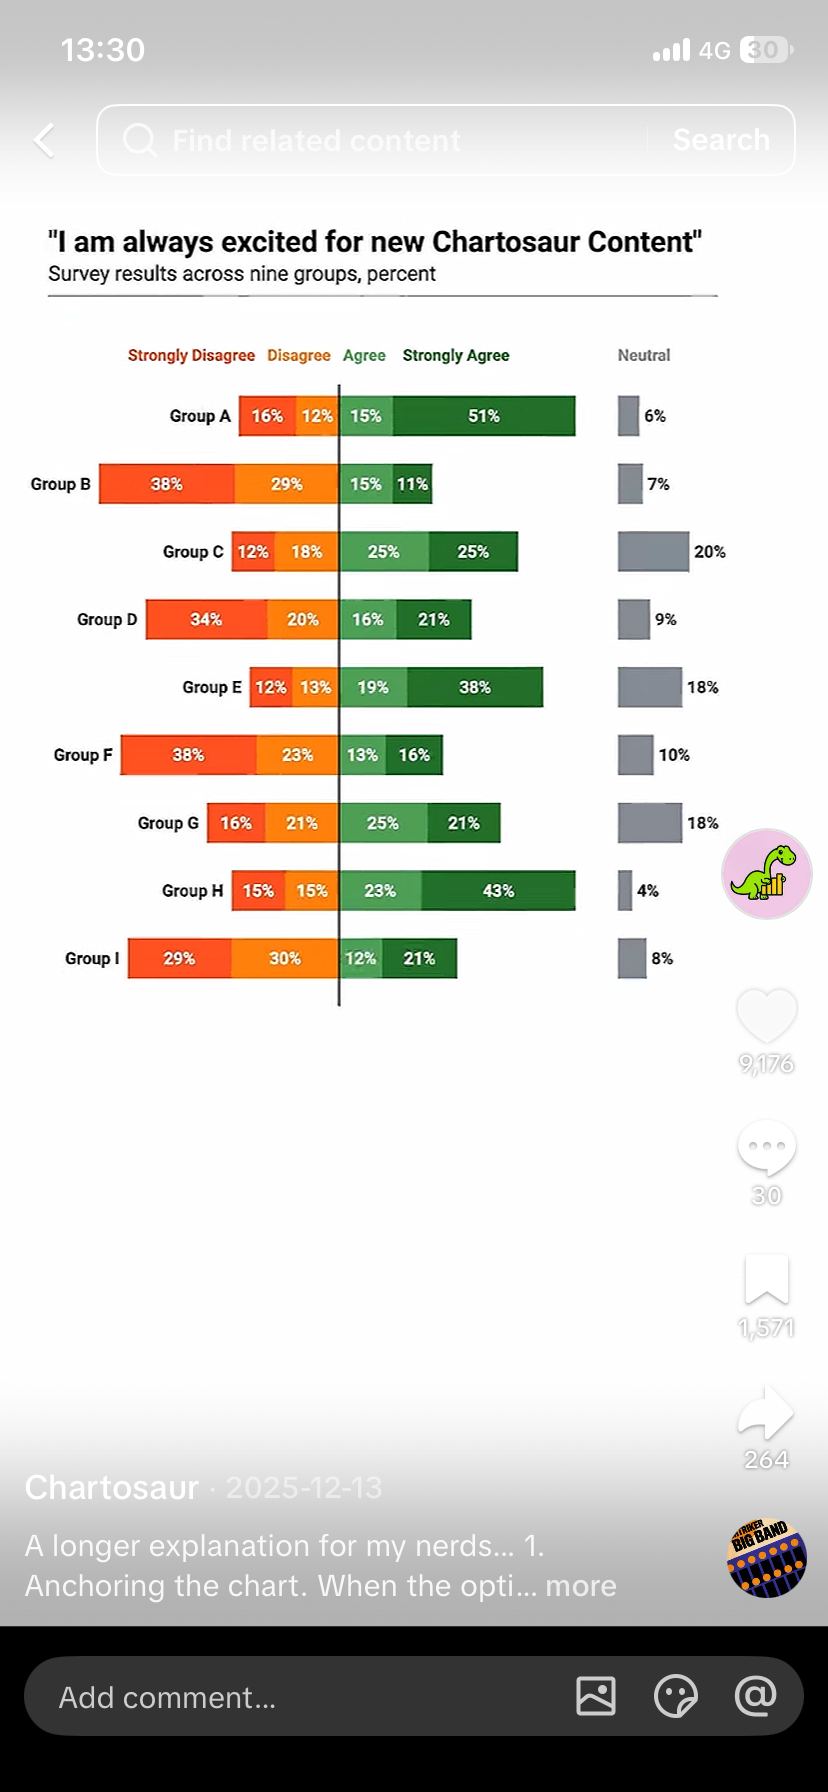 13:30
4G 30
Find related content Search
"I am always excited for new Chartosaur Content"
Survey results across nine groups, percent
Strongly Disagree Disagree Agree Strongly Agree Neutral
Group A 16% 12% 15% 51% 6%
Group B 38% 29% 15% 11% 7%
Group C 12% 18% 25% 25% 20%
Group D 34% 20% 16% 21% 9%
Group E 12% 13% 19% 38% 18%
Group F 38% 23% 13% 16% 10%
Group G 16% 21% 25% 21% 18%
Group H 15% 15% 23% 43% 4%
Group I 29% 30% 12% 21% 8%
9,176
30
1,571
264
Chartosaur · 2025-12-13
A longer explanation for my nerds... 1.
Anchoring the chart. When the opti... more
BIG BAND
Add comment...